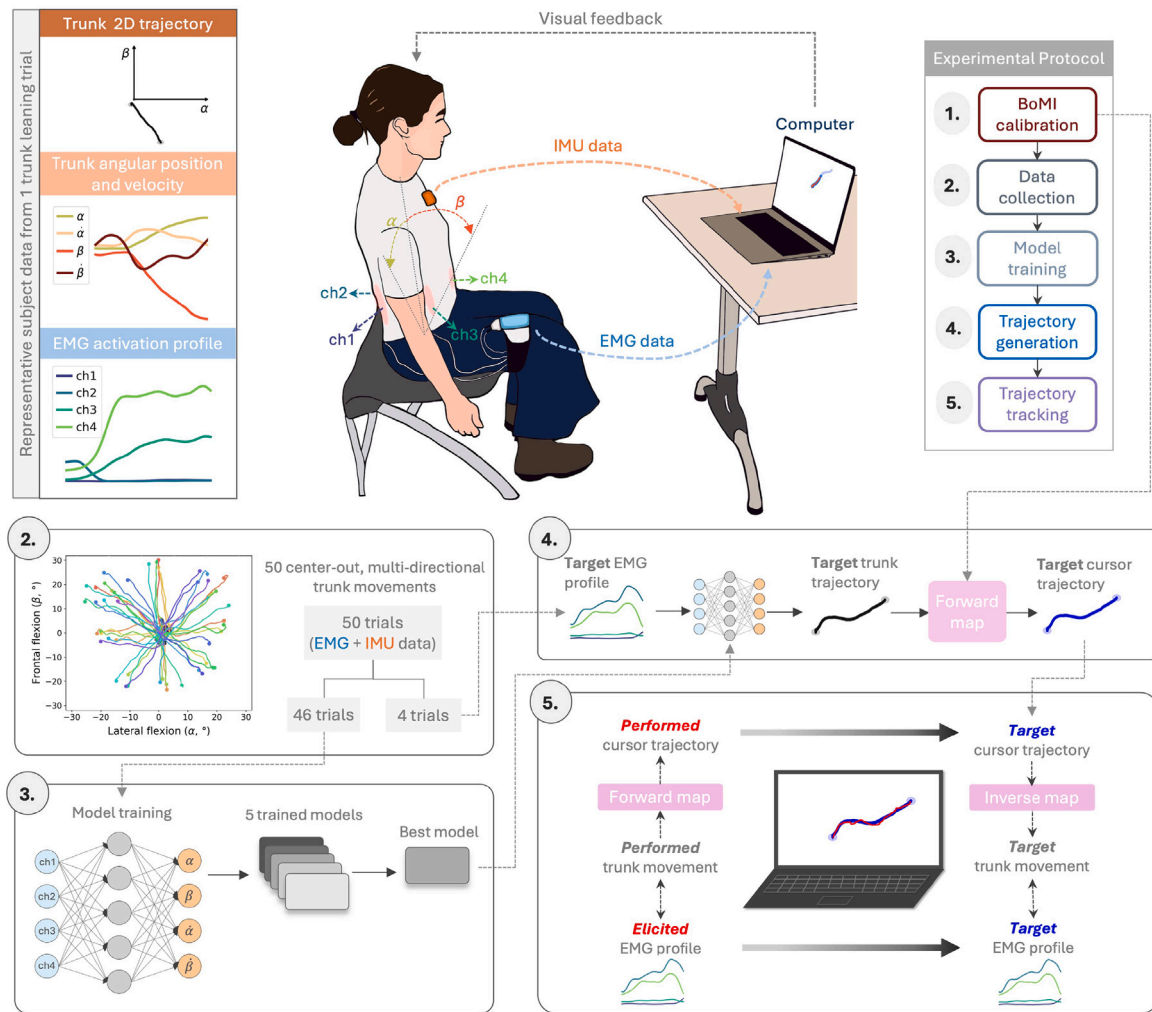 Representative subject data from 1 trunk leaning trial
Trunk 2D trajectory
β
α
Trunk angular position
and velocity
α
α̇
β
β̇
EMG activation profile
ch1
ch2
ch3
ch4
Visual feedback
Computer
IMU data
α
β
ch4
ch2
ch1
ch3
EMG data
Experimental Protocol
1.
BoMI
calibration
2.
Data
collection
3.
Model
training
4.
Trajectory
generation
5.
Trajectory
tracking
2.
Frontal flexion (β, °)
30
20
10
0
−10
−20
−30
−30
−20
−10
0
10
20
30
Lateral flexion (α, °)
50 center-out, multi-directional
trunk movements
50 trials
(EMG + IMU data)
46 trials
4 trials
3.
Model training
ch1
ch2
ch3
ch4
α
β
α̇
β̇
5 trained models
Best model
4.
Target EMG
profile
Target trunk
trajectory
Forward
map
Target cursor
trajectory
5.
Performed
cursor trajectory
Forward map
Performed
trunk movement
Elicited
EMG profile
Target
cursor trajectory
Inverse map
Target
trunk movement
Target
EMG profile